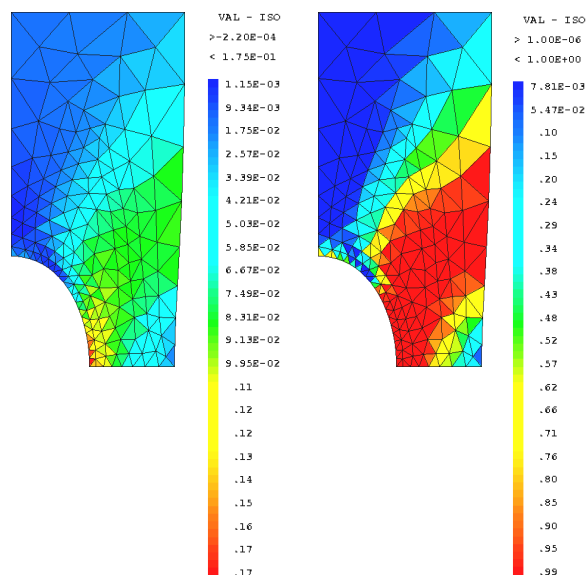 VAL - ISO
>-2.20E-04
< 1.75E-01
1.15E-03
9.34E-03
1.75E-02
2.57E-02
3.39E-02
4.21E-02
5.03E-02
5.85E-02
6.67E-02
7.49E-02
8.31E-02
9.13E-02
9.95E-02
.11
.12
.12
.13
.14
.15
.16
.17
.17
VAL - ISO
> 1.00E-06
< 1.00E+00
7.81E-03
5.47E-02
.10
.15
.20
.24
.29
.34
.38
.43
.48
.52
.57
.62
.66
.71
.76
.80
.85
.90
.95
.99